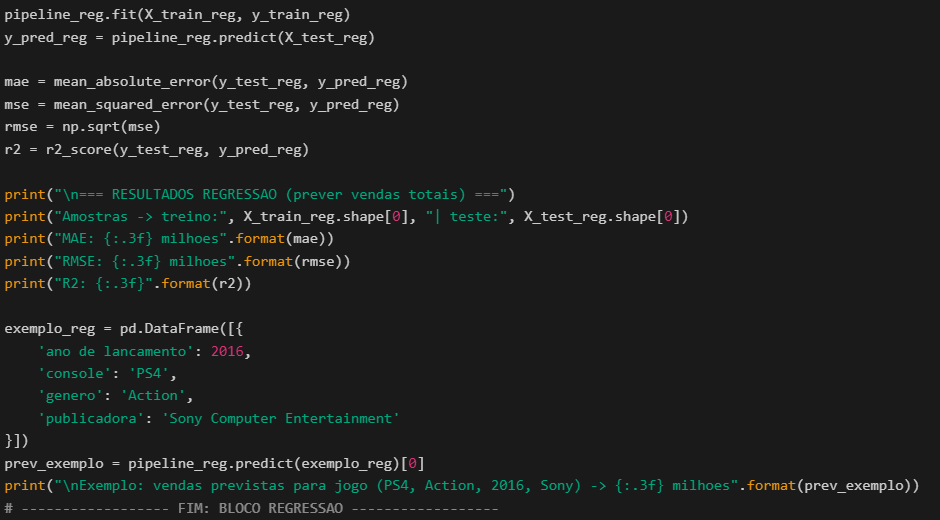 pipeline_reg.fit(X_train_reg, y_train_reg)
y_pred_reg = pipeline_reg.predict(X_test_reg)

mae = mean_absolute_error(y_test_reg, y_pred_reg)
mse = mean_squared_error(y_test_reg, y_pred_reg)
rmse = np.sqrt(mse)
r2 = r2_score(y_test_reg, y_pred_reg)

print("\n=== RESULTADOS REGRESSAO (prever vendas totais) ===")
print("Amostras -> treino:", X_train_reg.shape[0], "| teste:", X_test_reg.shape[0])
print("MAE: {:.3f} milhoes".format(mae))
print("RMSE: {:.3f} milhoes".format(rmse))
print("R2: {:.3f}".format(r2))

exemplo_reg = pd.DataFrame([{
    'ano de lancamento': 2016,
    'console': 'PS4',
    'genero': 'Action',
    'publicadora': 'Sony Computer Entertainment'
}])
prev_exemplo = pipeline_reg.predict(exemplo_reg)[0]
print("\nExemplo: vendas previstas para jogo (PS4, Action, 2016, Sony) -> {:.3f} milhoes".format(prev_exemplo))
# ------------------ FIM: BLOCO REGRESSAO ------------------